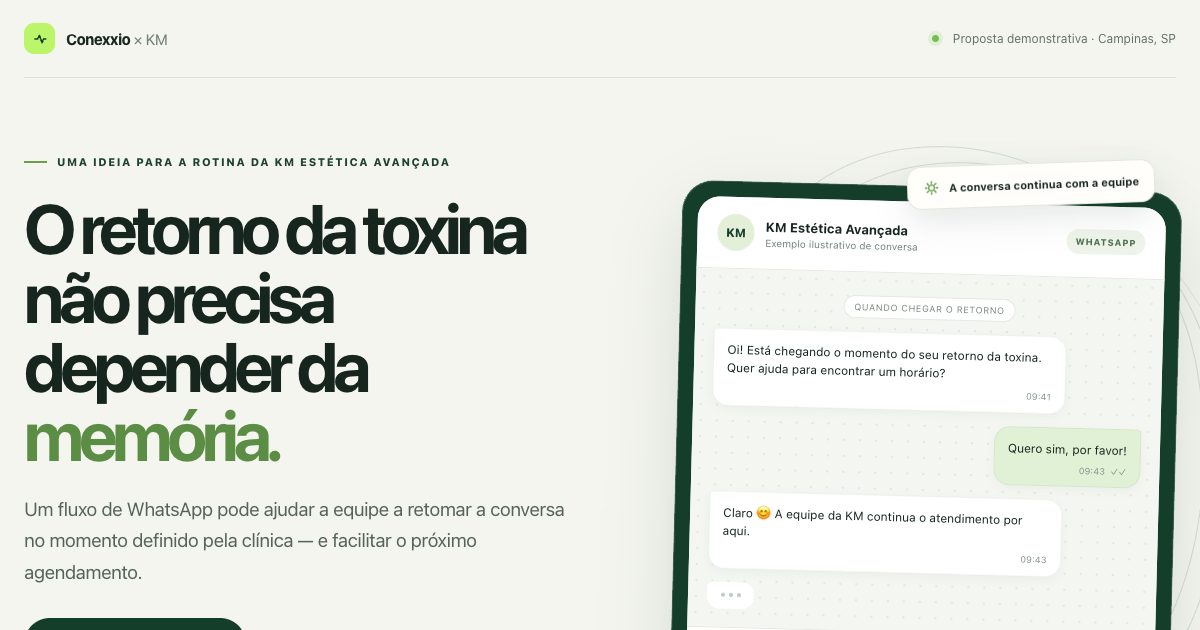 Conexxio × KM
Proposta demonstrativa · Campinas, SP
UMA IDEIA PARA A ROTINA DA KM ESTÉTICA AVANÇADA
O retorno da toxina
não precisa
depender da
memória.
Um fluxo de WhatsApp pode ajudar a equipe a retomar a conversa
no momento definido pela clínica — e facilitar o próximo
agendamento.
A conversa continua com a equipe
KM
KM Estética Avançada
Exemplo ilustrativo de conversa
WHATSAPP
QUANDO CHEGAR O RETORNO
Oi! Está chegando o momento do seu retorno da toxina.
Quer ajuda para encontrar um horário?
09:41
Quero sim, por favor!
09:43 ✓✓
Claro 😊 A equipe da KM continua o atendimento por
aqui.
09:43